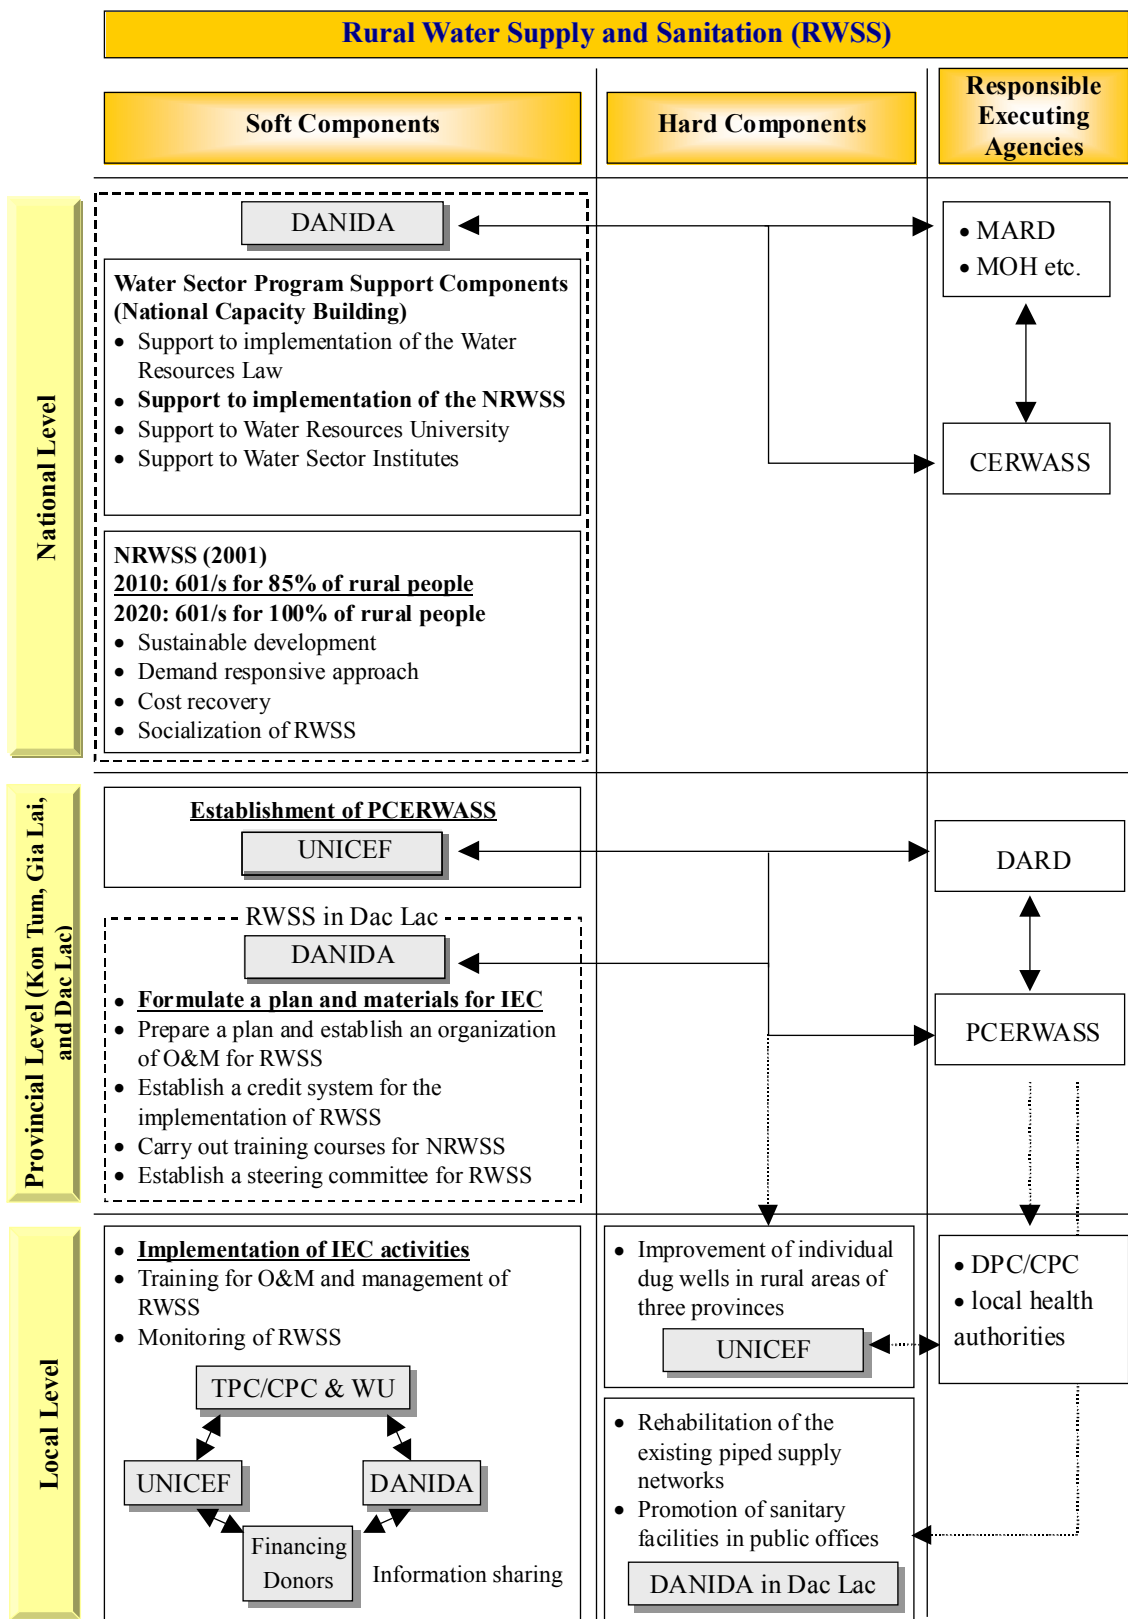 Rural Water Supply and Sanitation (RWSS)
Soft Components
Hard Components
Responsible
Executing
Agencies
National Level
DANIDA
Water Sector Program Support Components
(National Capacity Building)
• Support to implementation of the Water
Resources Law
• Support to implementation of the NRWSS
• Support to Water Resources University
• Support to Water Sector Institutes
NRWSS (2001)
2010: 601/s for 85% of rural people
2020: 601/s for 100% of rural people
• Sustainable development
• Demand responsive approach
• Cost recovery
• Socialization of RWSS
• MARD
• MOH etc.
CERWASS
Provincial Level (Kon Tum, Gia Lai,
and Dac Lac)
Establishment of PCERWASS
UNICEF
RWSS in Dac Lac
DANIDA
• Formulate a plan and materials for IEC
• Prepare a plan and establish an organization
of O&M for RWSS
• Establish a credit system for the
implementation of RWSS
• Carry out training courses for NRWSS
• Establish a steering committee for RWSS
DARD
PCERWASS
Local Level
• Implementation of IEC activities
• Training for O&M and management of
RWSS
• Monitoring of RWSS
TPC/CPC & WU
UNICEF
DANIDA
Financing
Donors
Information sharing
• Improvement of individual
dug wells in rural areas of
three provinces
UNICEF
• Rehabilitation of the
existing piped supply
networks
• Promotion of sanitary
facilities in public offices
DANIDA in Dac Lac
• DPC/CPC
• local health
authorities